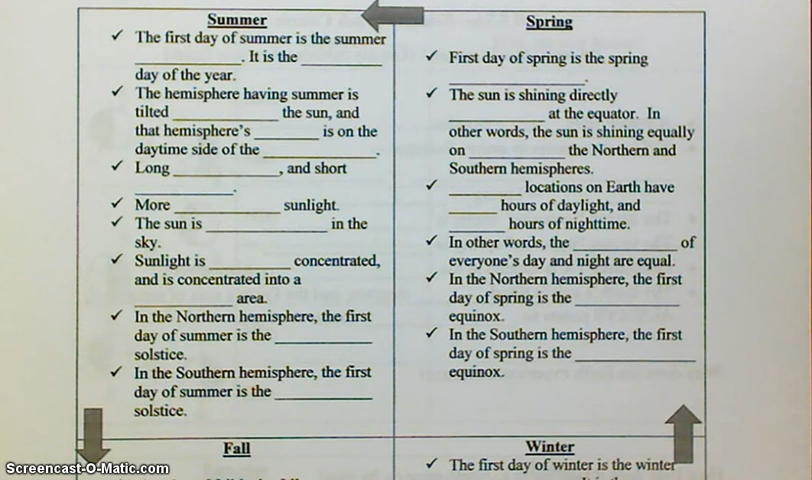 Summer
✓ The first day of summer is the summer
____________. It is the __________
day of the year.
✓ The hemisphere having summer is
tilted _____________ the sun, and
that hemisphere's ________ is on the
daytime side of the ______________.
✓ Long _____________, and short
____________.
✓ More _____________ sunlight.
✓ The sun is _______________ in the
sky.
✓ Sunlight is __________ concentrated,
and is concentrated into a
____________ area.
✓ In the Northern hemisphere, the first
day of summer is the ____________
solstice.
✓ In the Southern hemisphere, the first
day of summer is the ____________
solstice.
Spring
✓ First day of spring is the spring
_________________.
✓ The sun is shining directly
____________ at the equator. In
other words, the sun is shining equally
on ____________ the Northern and
Southern hemispheres.
✓ _________ locations on Earth have
______ hours of daylight, and
_______ hours of nighttime.
✓ In other words, the _____________ of
everyone's day and night are equal.
✓ In the Northern hemisphere, the first
day of spring is the _____________
equinox.
✓ In the Southern hemisphere, the first
day of spring is the _______________
equinox.
Fall
Winter
✓ The first day of winter is the winter
Screencast-O-Matic.com